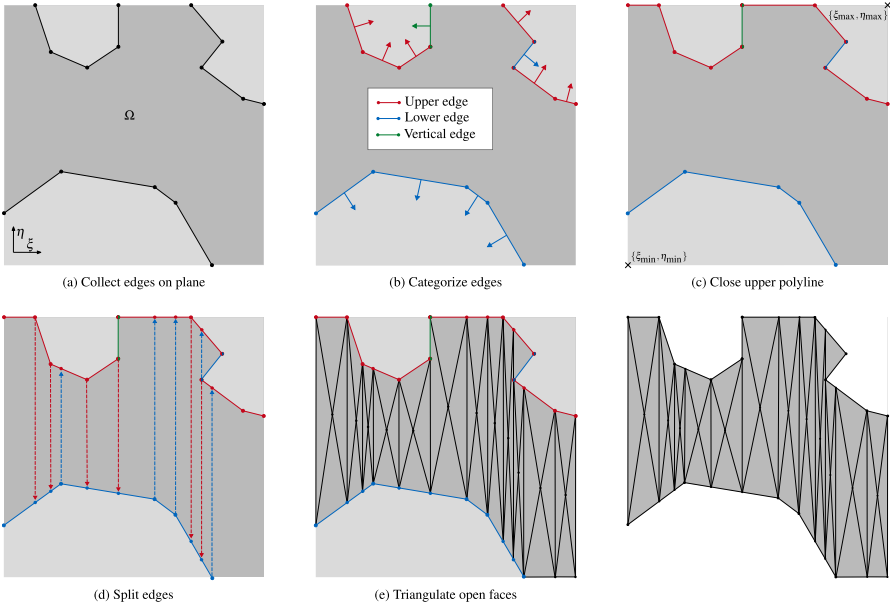 {ξmax, ηmax}
Ω
Upper edge
Lower edge
Vertical edge
η
ξ
{ξmin, ηmin}
(a) Collect edges on plane
(b) Categorize edges
(c) Close upper polyline
(d) Split edges
(e) Triangulate open faces